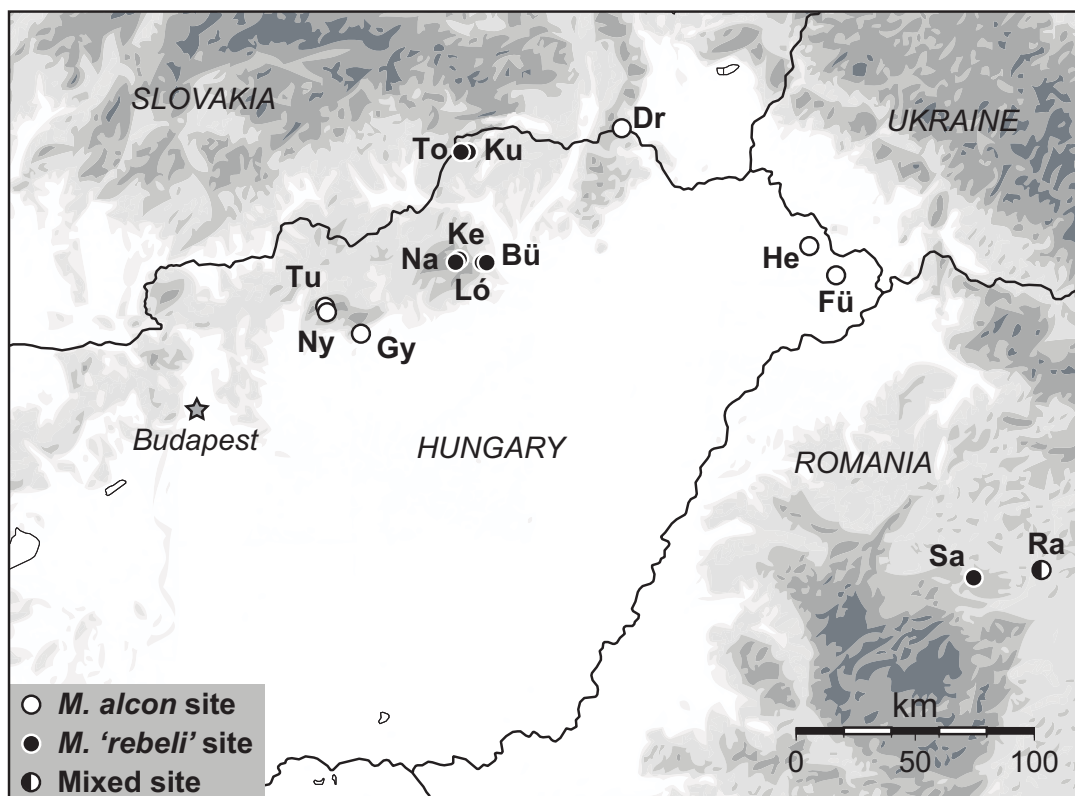 SLOVAKIA
UKRAINE
Dr
To
Ku
Ke
Na
Bü
Ló
He
Fü
Tu
Ny
Gy
Budapest
HUNGARY
ROMANIA
Sa
Ra
M. alcon site
M. ‘rebeli’ site
Mixed site
km
0 50 100